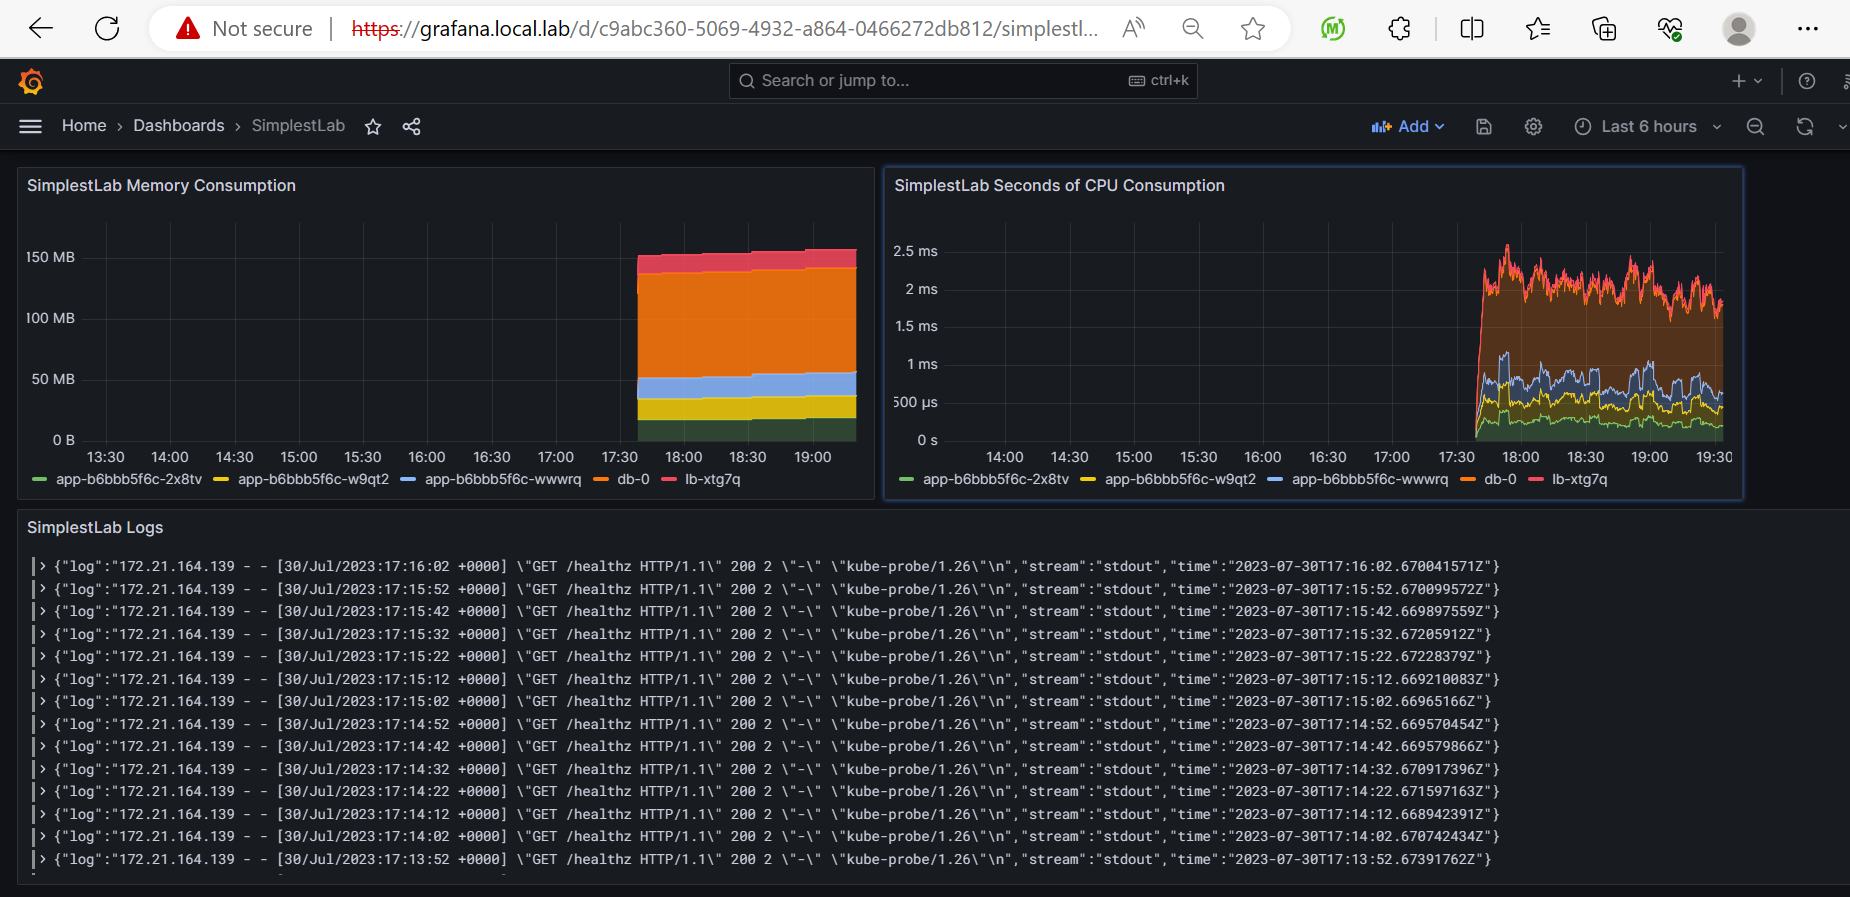 Not secure | https://grafana.local.lab/d/c9abc360-5069-4932-a864-0466272db812/simplestl...
Search or jump to... ctrl+k
Home › Dashboards › SimplestLab
Add
Last 6 hours
SimplestLab Memory Consumption
150 MB
100 MB
50 MB
0 B
13:30 14:00 14:30 15:00 15:30 16:00 16:30 17:00 17:30 18:00 18:30 19:00
app-b6bbb5f6c-2x8tv app-b6bbb5f6c-w9qt2 app-b6bbb5f6c-wwwrq db-0 lb-xtg7q
SimplestLab Seconds of CPU Consumption
2.5 ms
2 ms
1.5 ms
1 ms
500 µs
0 s
14:00 14:30 15:00 15:30 16:00 16:30 17:00 17:30 18:00 18:30 19:00 19:30
app-b6bbb5f6c-2x8tv app-b6bbb5f6c-w9qt2 app-b6bbb5f6c-wwwrq db-0 lb-xtg7q
SimplestLab Logs
> {"log":"172.21.164.139 - - [30/Jul/2023:17:16:02 +0000] \"GET /healthz HTTP/1.1\" 200 2 \"-\" \"kube-probe/1.26\"\n","stream":"stdout","time":"2023-07-30T17:16:02.670041571Z"}
> {"log":"172.21.164.139 - - [30/Jul/2023:17:15:52 +0000] \"GET /healthz HTTP/1.1\" 200 2 \"-\" \"kube-probe/1.26\"\n","stream":"stdout","time":"2023-07-30T17:15:52.670099572Z"}
> {"log":"172.21.164.139 - - [30/Jul/2023:17:15:42 +0000] \"GET /healthz HTTP/1.1\" 200 2 \"-\" \"kube-probe/1.26\"\n","stream":"stdout","time":"2023-07-30T17:15:42.669897559Z"}
> {"log":"172.21.164.139 - - [30/Jul/2023:17:15:32 +0000] \"GET /healthz HTTP/1.1\" 200 2 \"-\" \"kube-probe/1.26\"\n","stream":"stdout","time":"2023-07-30T17:15:32.67205912Z"}
> {"log":"172.21.164.139 - - [30/Jul/2023:17:15:22 +0000] \"GET /healthz HTTP/1.1\" 200 2 \"-\" \"kube-probe/1.26\"\n","stream":"stdout","time":"2023-07-30T17:15:22.67228379Z"}
> {"log":"172.21.164.139 - - [30/Jul/2023:17:15:12 +0000] \"GET /healthz HTTP/1.1\" 200 2 \"-\" \"kube-probe/1.26\"\n","stream":"stdout","time":"2023-07-30T17:15:12.669210083Z"}
> {"log":"172.21.164.139 - - [30/Jul/2023:17:15:02 +0000] \"GET /healthz HTTP/1.1\" 200 2 \"-\" \"kube-probe/1.26\"\n","stream":"stdout","time":"2023-07-30T17:15:02.66965166Z"}
> {"log":"172.21.164.139 - - [30/Jul/2023:17:14:52 +0000] \"GET /healthz HTTP/1.1\" 200 2 \"-\" \"kube-probe/1.26\"\n","stream":"stdout","time":"2023-07-30T17:14:52.669570454Z"}
> {"log":"172.21.164.139 - - [30/Jul/2023:17:14:42 +0000] \"GET /healthz HTTP/1.1\" 200 2 \"-\" \"kube-probe/1.26\"\n","stream":"stdout","time":"2023-07-30T17:14:42.669579866Z"}
> {"log":"172.21.164.139 - - [30/Jul/2023:17:14:32 +0000] \"GET /healthz HTTP/1.1\" 200 2 \"-\" \"kube-probe/1.26\"\n","stream":"stdout","time":"2023-07-30T17:14:32.670917396Z"}
> {"log":"172.21.164.139 - - [30/Jul/2023:17:14:22 +0000] \"GET /healthz HTTP/1.1\" 200 2 \"-\" \"kube-probe/1.26\"\n","stream":"stdout","time":"2023-07-30T17:14:22.671597163Z"}
> {"log":"172.21.164.139 - - [30/Jul/2023:17:14:12 +0000] \"GET /healthz HTTP/1.1\" 200 2 \"-\" \"kube-probe/1.26\"\n","stream":"stdout","time":"2023-07-30T17:14:12.668942391Z"}
> {"log":"172.21.164.139 - - [30/Jul/2023:17:14:02 +0000] \"GET /healthz HTTP/1.1\" 200 2 \"-\" \"kube-probe/1.26\"\n","stream":"stdout","time":"2023-07-30T17:14:02.670742434Z"}
> {"log":"172.21.164.139 - - [30/Jul/2023:17:13:52 +0000] \"GET /healthz HTTP/1.1\" 200 2 \"-\" \"kube-probe/1.26\"\n","stream":"stdout","time":"2023-07-30T17:13:52.67391762Z"}